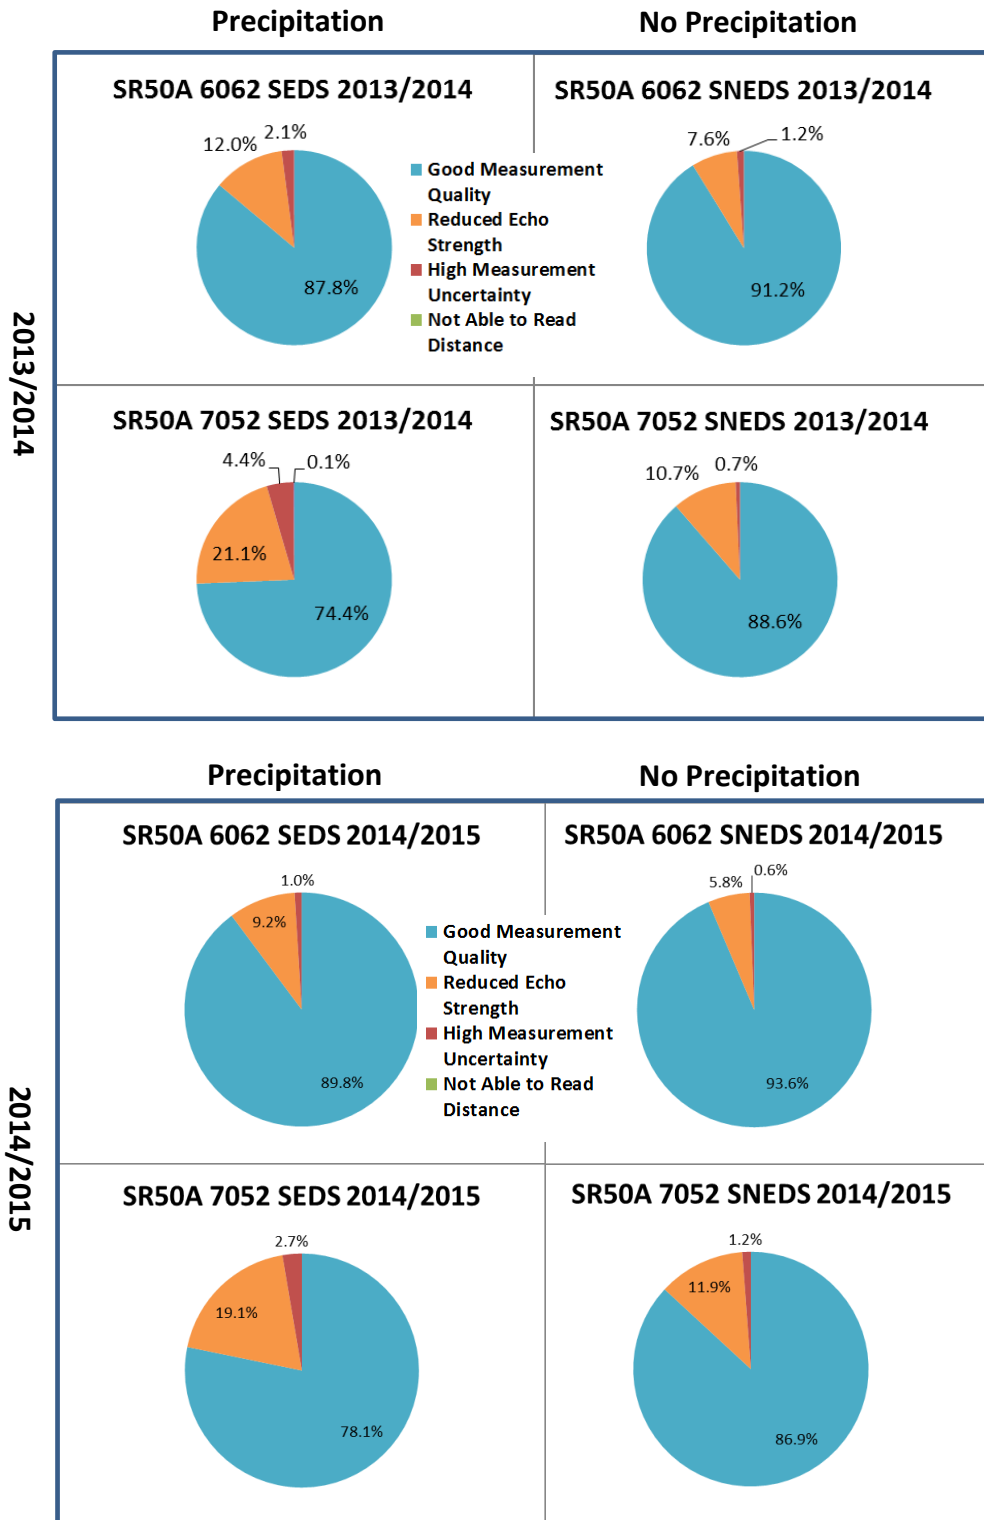 Precipitation
No Precipitation
2013/2014
SR50A 6062 SEDS 2013/2014
12.0%
2.1%
87.8%
Good Measurement
Quality
Reduced Echo
Strength
High Measurement
Uncertainty
Not Able to Read
Distance
SR50A 6062 SNEDS 2013/2014
7.6%
1.2%
91.2%
SR50A 7052 SEDS 2013/2014
4.4%
0.1%
21.1%
74.4%
SR50A 7052 SNEDS 2013/2014
10.7%
0.7%
88.6%
Precipitation
No Precipitation
2014/2015
SR50A 6062 SEDS 2014/2015
1.0%
9.2%
89.8%
Good Measurement
Quality
Reduced Echo
Strength
High Measurement
Uncertainty
Not Able to Read
Distance
SR50A 6062 SNEDS 2014/2015
5.8%
0.6%
93.6%
SR50A 7052 SEDS 2014/2015
2.7%
19.1%
78.1%
SR50A 7052 SNEDS 2014/2015
1.2%
11.9%
86.9%